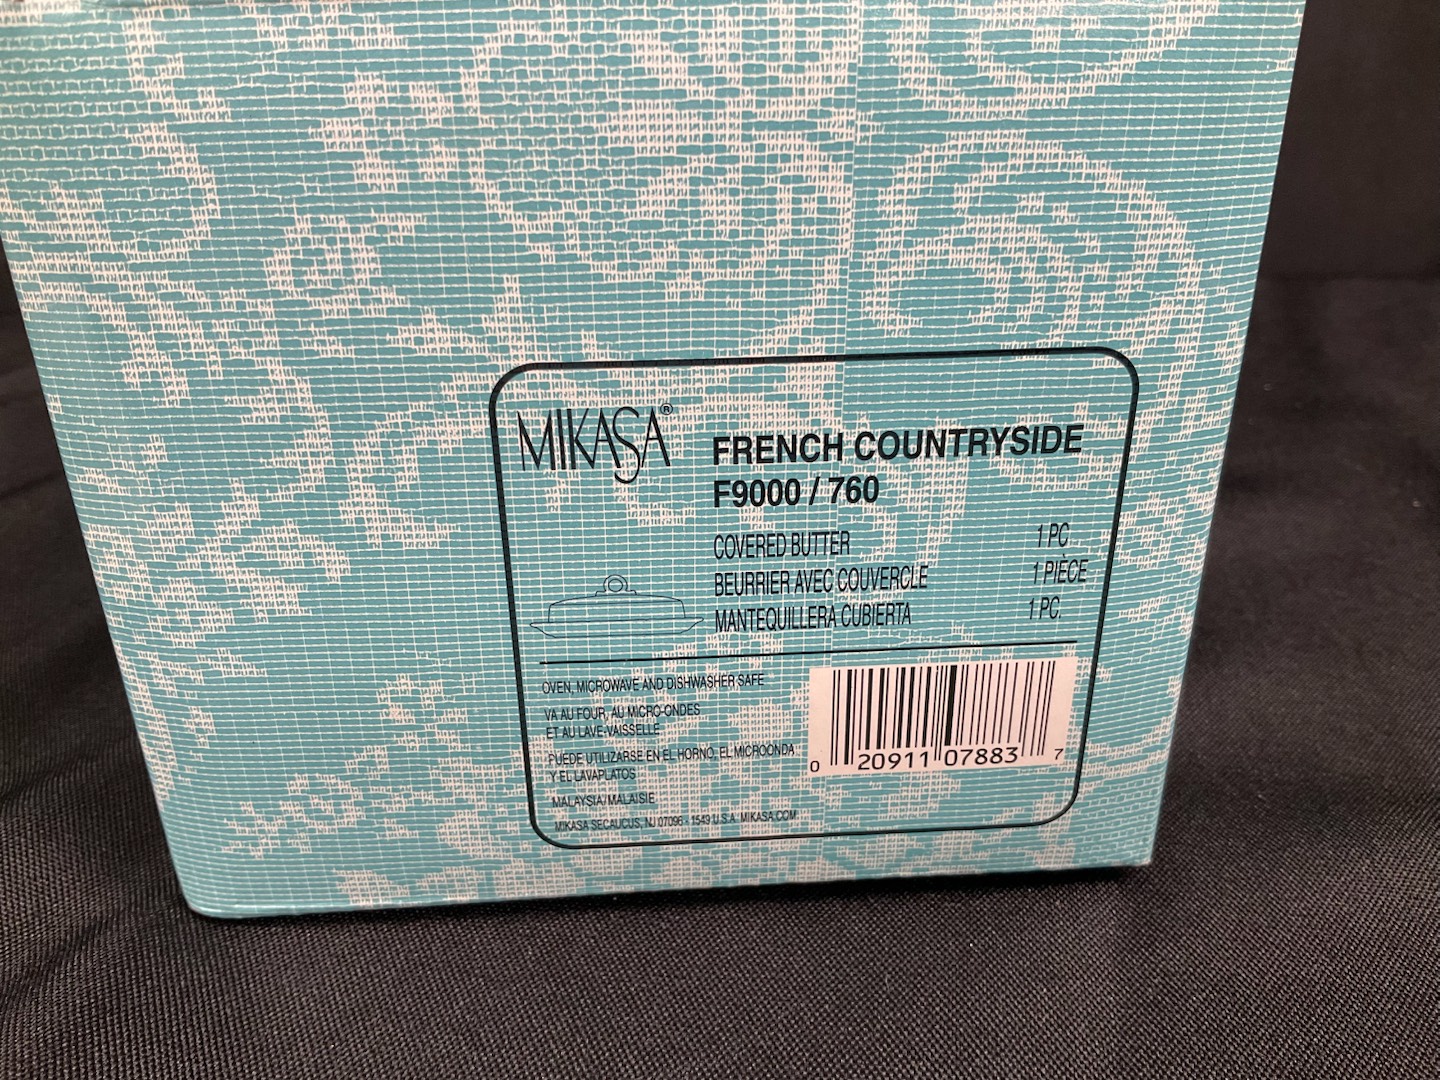 MIKASA®
FRENCH COUNTRYSIDE
F9000 / 760
COVERED BUTTER 1 PC
BEURRIER AVEC COUVERCLE 1 PIÈCE
MANTEQUILLERA CUBIERTA 1 PC.
OVEN, MICROWAVE AND DISHWASHER SAFE
VA AU FOUR, AU MICRO-ONDES
ET AU LAVE-VAISSELLE
PUEDE UTILIZARSE EN EL HORNO, EL MICROONDA
Y EL LAVAPLATOS
MALAYSIA/MALAISIE
MIKASA SECAUCUS, NJ 07096 - 1549 U.S.A. MIKASA.COM
0 20911 07883 7